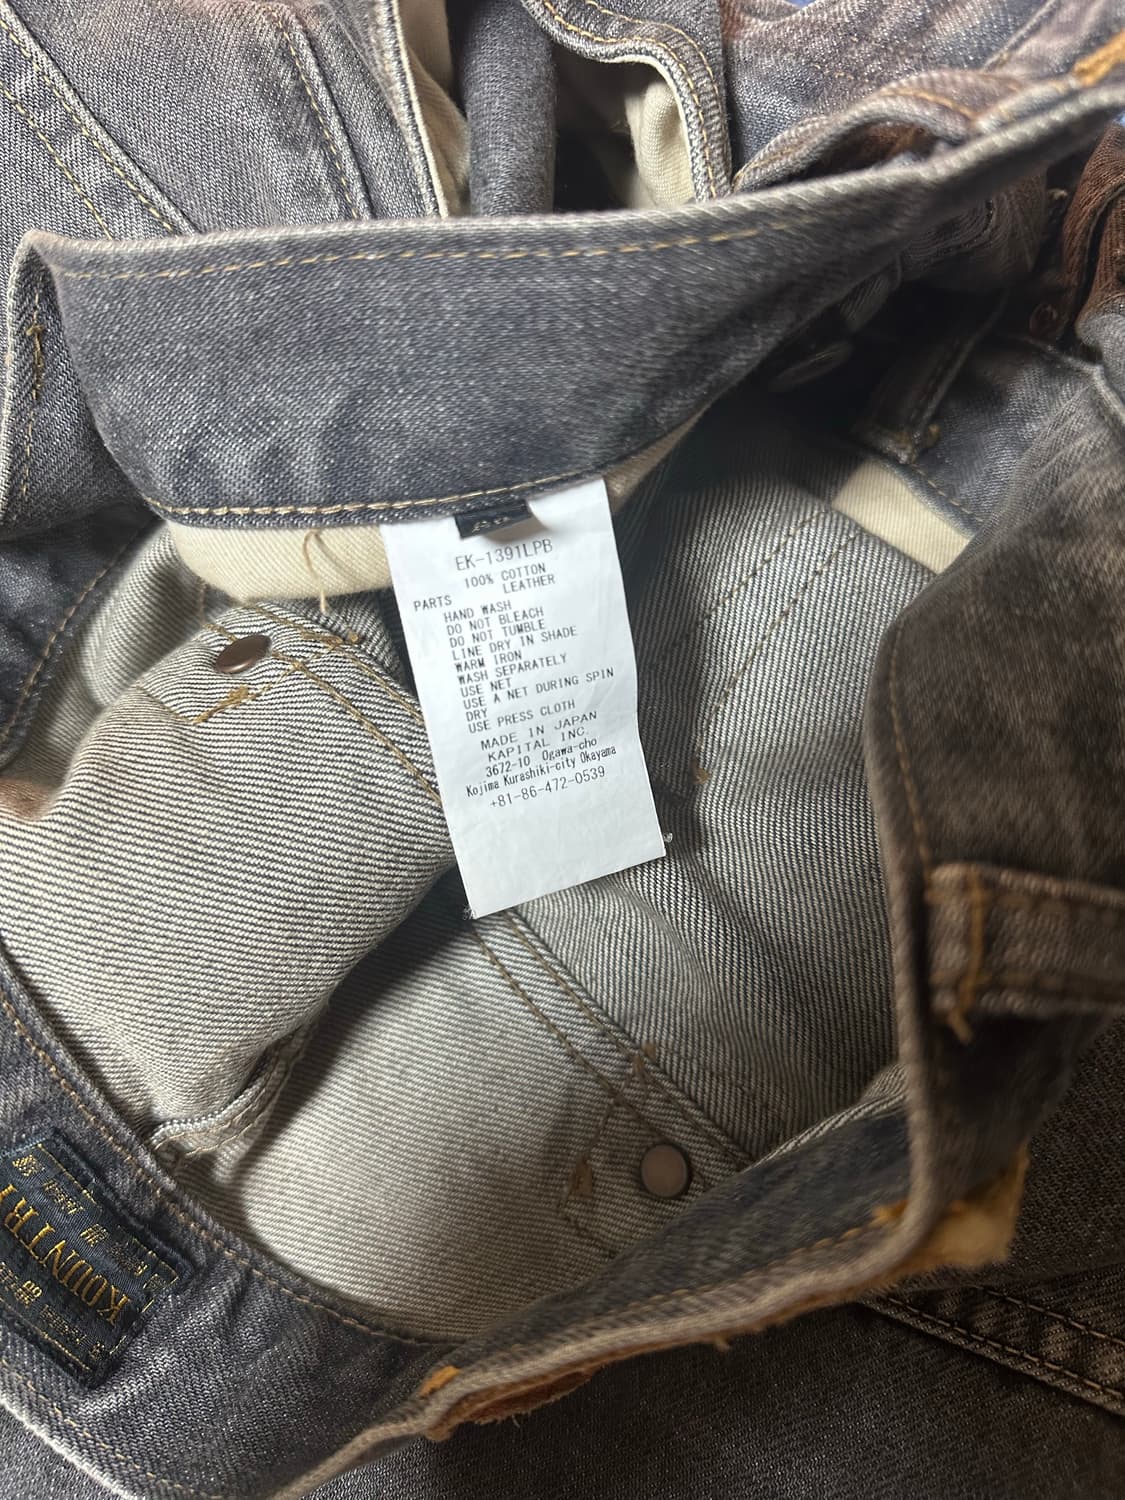 EK-1391LPB
100% COTTON
PARTS LEATHER
HAND WASH
DO NOT BLEACH
DO NOT TUMBLE
LINE DRY IN SHADE
WARM IRON
WASH SEPARATELY
USE NET
USE A NET DURING SPIN
DRY
USE PRESS CLOTH
MADE IN JAPAN
KAPITAL INC.
3672-10 Ogawa-cho
Kojima Kurashiki-city Okayama
+81-86-472-0539
KOUNTRY